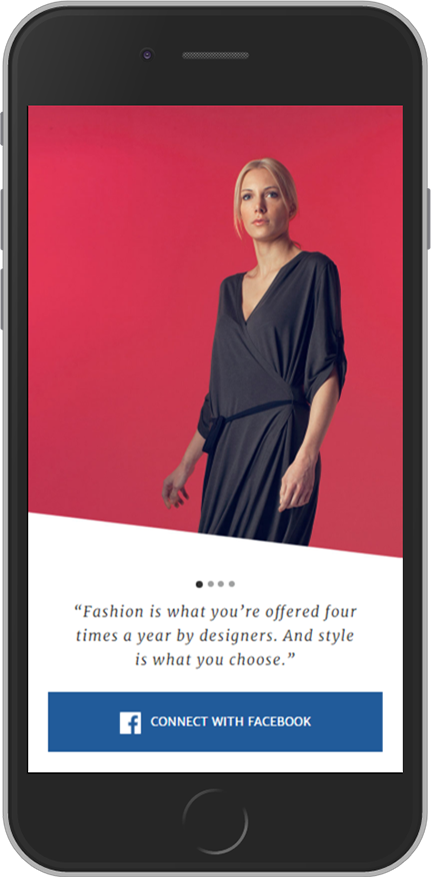 “Fashion is what you’re offered four
times a year by designers. And style
is what you choose.”
CONNECT WITH FACEBOOK